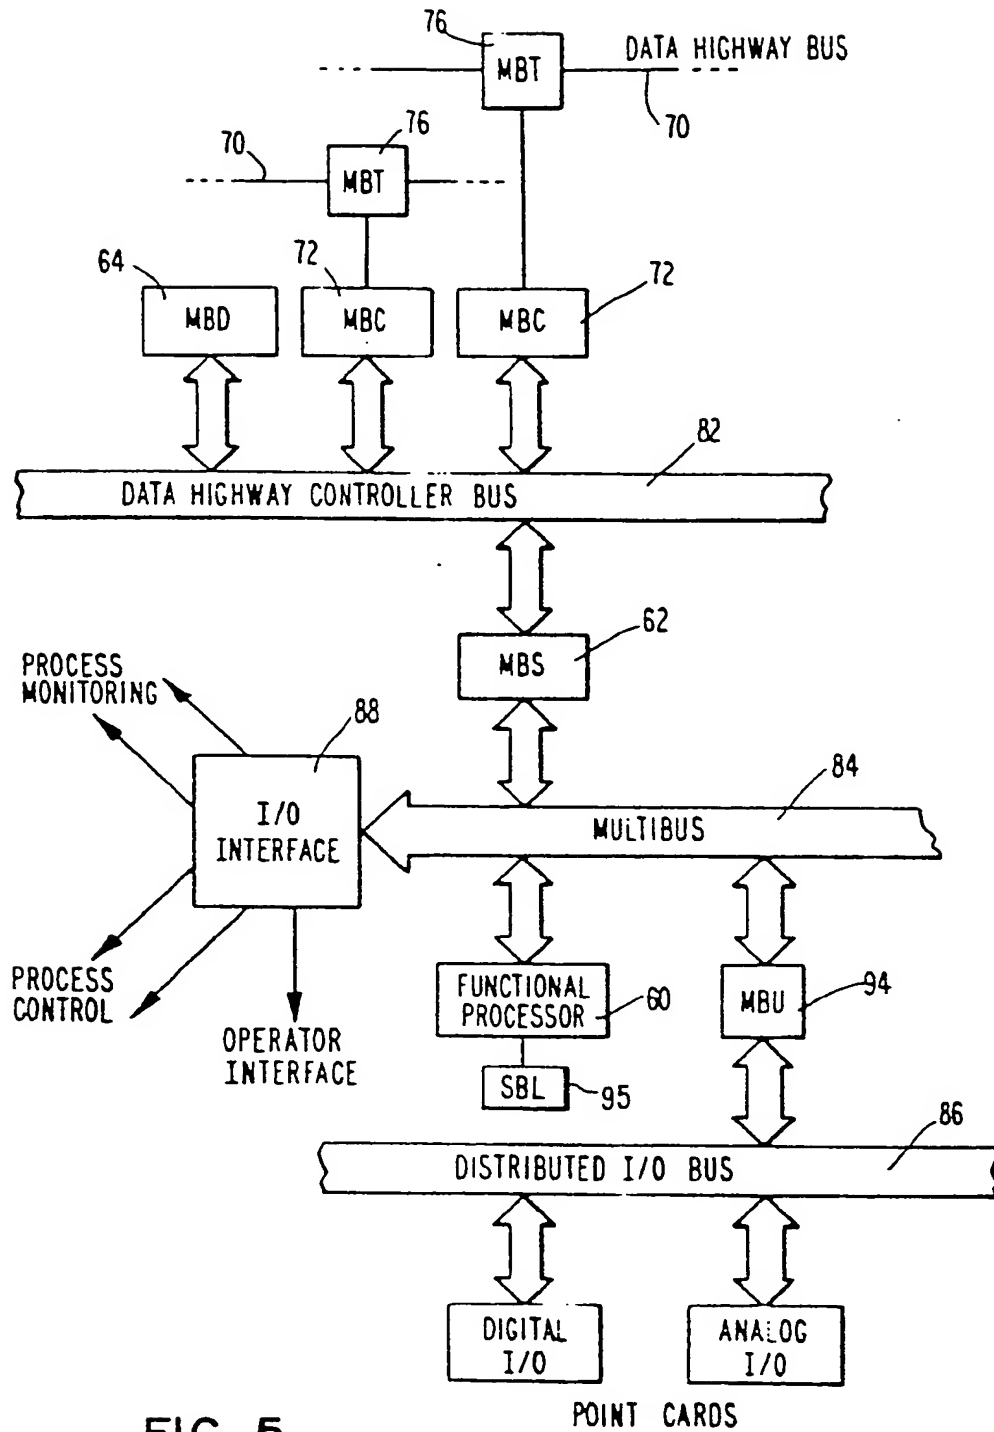 76
MBT
DATA HIGHWAY BUS
70
76
70
MBT
64
72
72
MBD
MBC
MBC
82
DATA HIGHWAY CONTROLLER BUS
62
MBS
PROCESS
MONITORING
88
84
I/O
INTERFACE
MULTIBUS
PROCESS
CONTROL
OPERATOR
INTERFACE
FUNCTIONAL
PROCESSOR
60
MBU
94
SBL
95
86
DISTRIBUTED I/O BUS
DIGITAL
I/O
ANALOG
I/O
POINT CARDS
FIG. 5